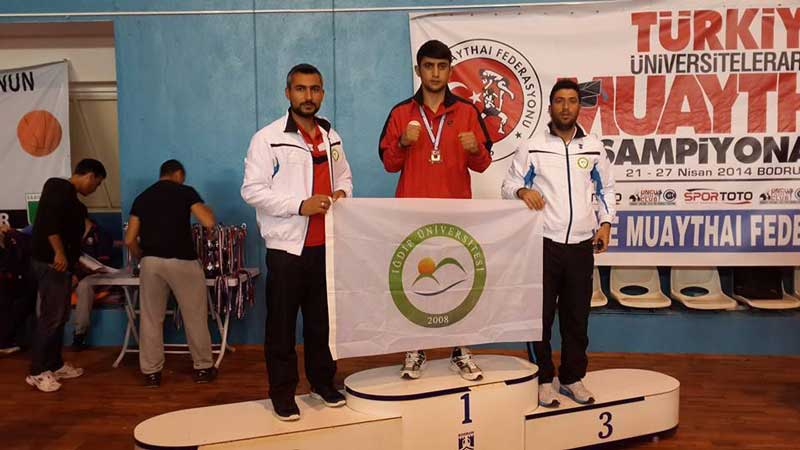 NUN
MUAYTHAI FEDERASYONU
TÜRKİY
ÜNİVERSİTELERAR
MUAYTH
ŞAMPİYONA
21 - 27 Nisan 2014 BODRU
SPORTOTO
E MUAYTHAI FEDE
IĞDIR ÜNİVERSİTESİ
2008
1
3